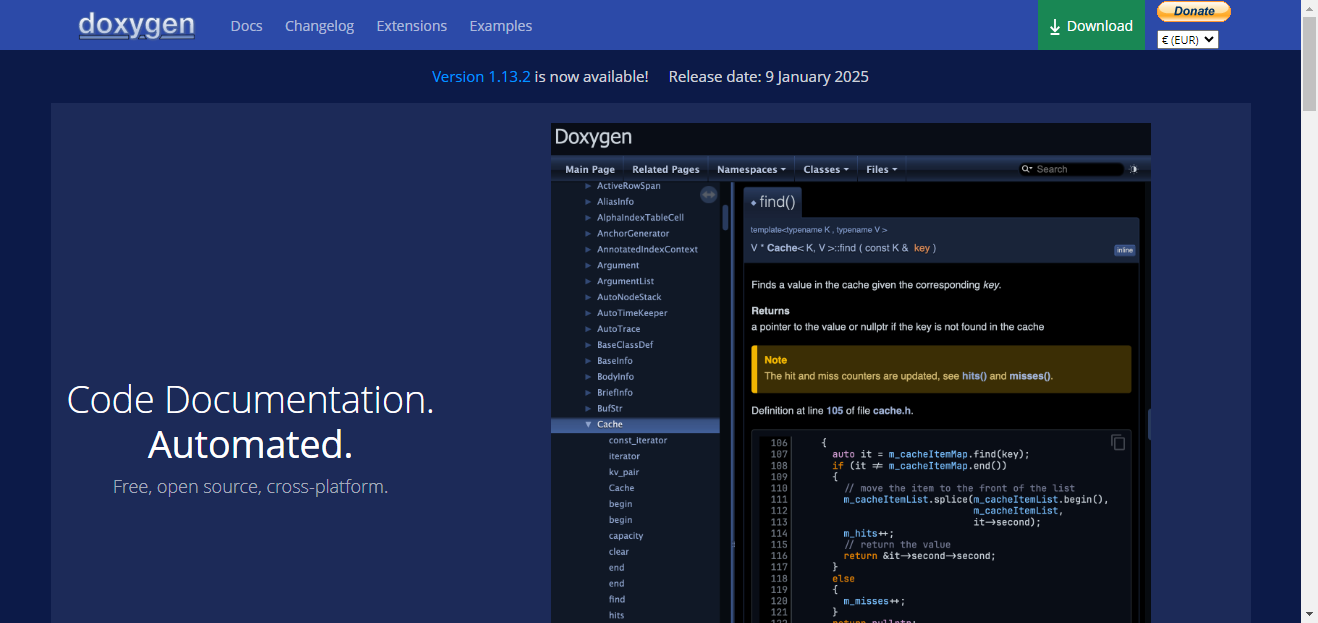 doxygen Docs Changelog Extensions Examples Download Donate
€ (EUR)
Version 1.13.2 is now available! Release date: 9 January 2025
Code Documentation.
Automated.
Free, open source, cross-platform.
Doxygen
Main Page Related Pages Namespaces Classes Files Search
ActiveRowSpan
AliasInfo
AlphaIndexTableCell
AnchorGenerator
AnnotatedIndexContext
Argument
ArgumentList
AutoNodeStack
AutoTimeKeeper
AutoTrace
BaseClassDef
BaseInfo
BodyInfo
BriefInfo
BufStr
Cache
const_iterator
iterator
kv_pair
Cache
begin
begin
capacity
clear
end
end
find
hits
find()
template<typename K , typename V >
V * Cache< K, V >::find ( const K & key )
inline
Finds a value in the cache given the corresponding key.
Returns
a pointer to the value or nullptr if the key is not found in the cache
Note
The hit and miss counters are updated, see hits() and misses().
Definition at line 105 of file cache.h.
106 {
107 auto it = m_cacheItemMap.find(key);
108 if (it ≠ m_cacheItemMap.end())
109 {
110 // move the item to the front of the list
111 m_cacheItemList.splice(m_cacheItemList.begin(),
112 m_cacheItemList,
113 it→second);
114 m_hits++;
115 // return the value
116 return &it→second→second;
117 }
118 else
119 {
120 m_misses++;
121 }